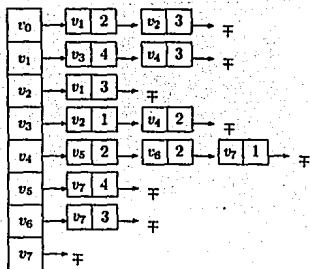 v₀ v₁ 2 v₂ 3
v₁ v₃ 4 v₄ 3
v₂ v₁ 3
v₃ v₂ 1 v₄ 2
v₄ v₅ 2 v₆ 2 v₇ 1
v₅ v₇ 4
v₆ v₇ 3
v₇